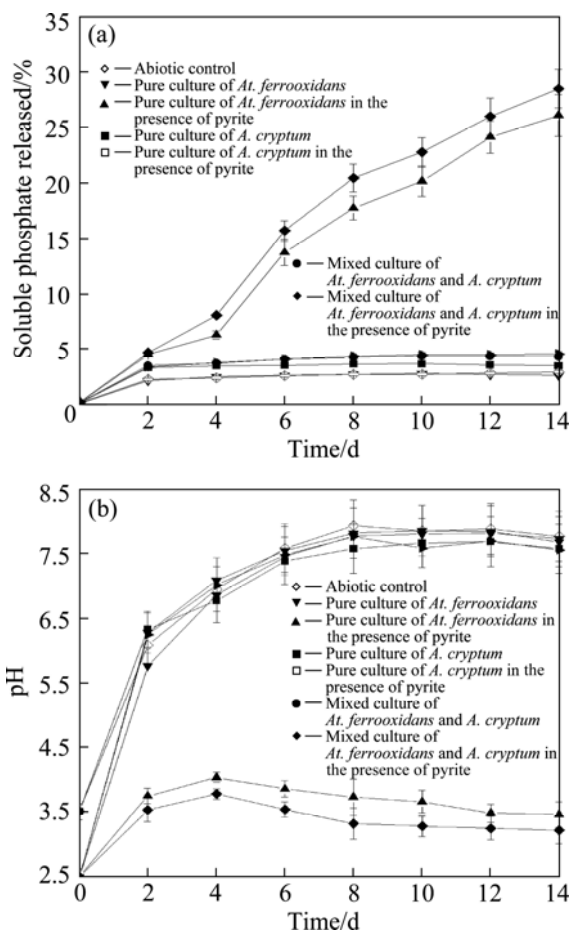 (a)
Abiotic control
Pure culture of At. ferrooxidans
Pure culture of At. ferrooxidans in the
presence of pyrite
Pure culture of A. cryptum
Pure culture of A. cryptum in the
presence of pyrite
Mixed culture of
At. ferrooxidans and A. cryptum
Mixed culture of
At. ferrooxidans and A. cryptum in
the presence of pyrite
Soluble phosphate released/%
35
30
25
20
15
10
5
0
2 4 6 8 10 12 14
Time/d
(b)
Abiotic control
Pure culture of At. ferrooxidans
Pure culture of At. ferrooxidans in
the presence of pyrite
Pure culture of A. cryptum
Pure culture of A. cryptum in the
presence of pyrite
Mixed culture of
At. ferrooxidans and A. cryptum
Mixed culture of
At. ferrooxidans and A. cryptum in
the presence of pyrite
pH
8.5
7.5
6.5
5.5
4.5
3.5
2.5
0 2 4 6 8 10 12 14
Time/d